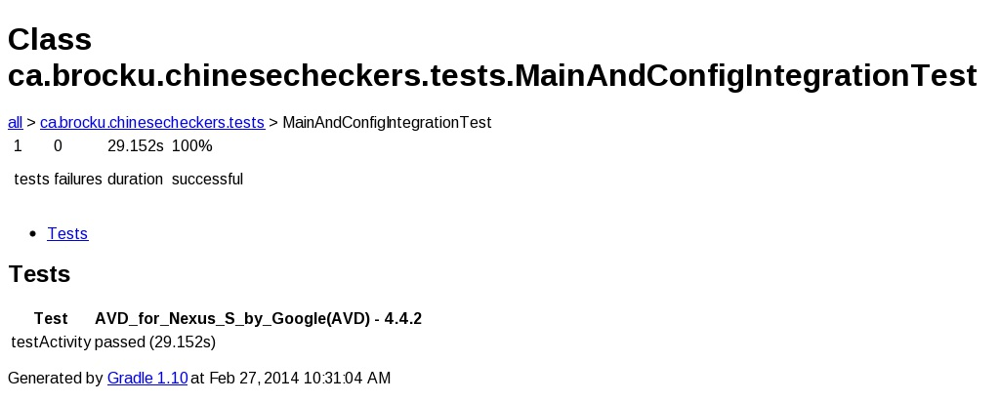 Class
ca.brocku.chinesecheckers.tests.MainAndConfigIntegrationTest
all > ca.brocku.chinesecheckers.tests > MainAndConfigIntegrationTest
1 0 29.152s 100%
tests failures duration successful
Tests
Tests
Test AVD_for_Nexus_S_by_Google(AVD) - 4.4.2
testActivity passed (29.152s)
Generated by Gradle 1.10 at Feb 27, 2014 10:31:04 AM